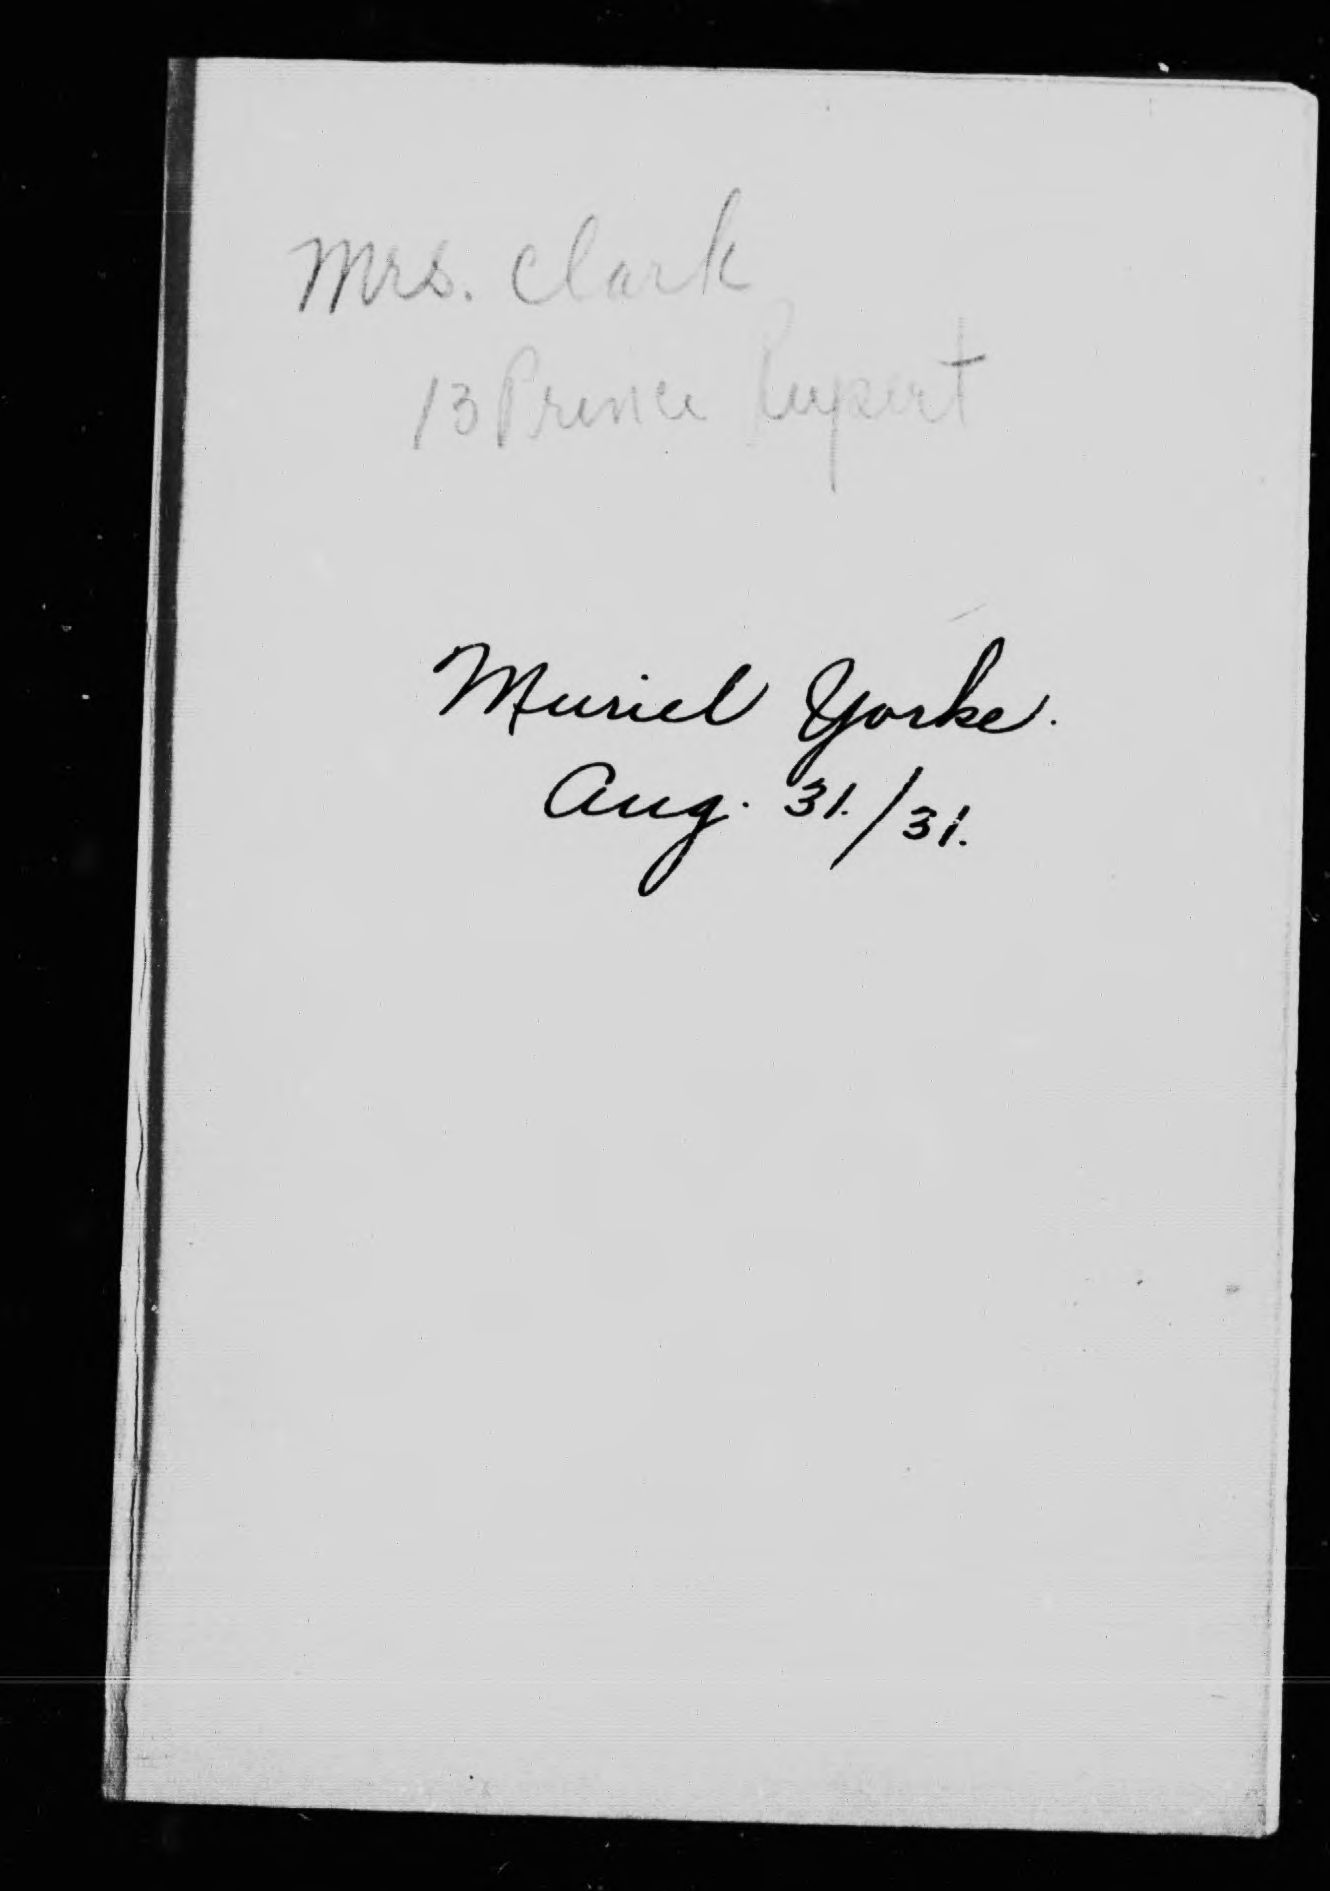 Mrs. Clark
13 Prince Rupert
Muriel Yorke.
Aug. 31./31.